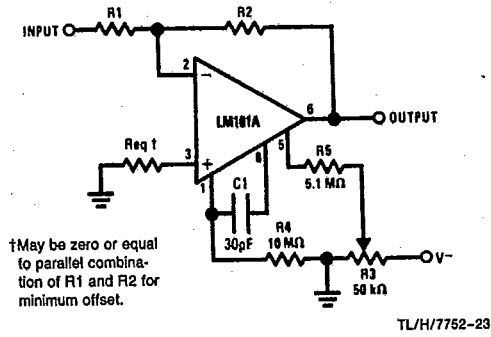 R1
R2
INPUT
2
−
LM101A
6
OUTPUT
5
Req †
3
+
8
R5
5.1 MΩ
1
C1
30pF
R4
10 MΩ
V−
R3
50 kΩ
†May be zero or equal
to parallel combina-
tion of R1 and R2 for
minimum offset.
TL/H/7752–23